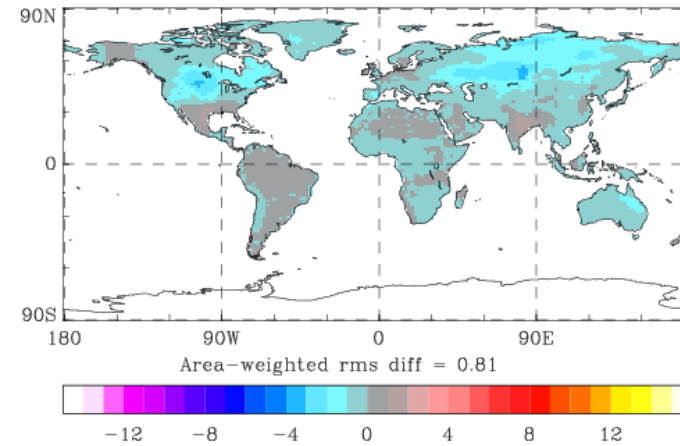 90N
0
90S
180 90W 0 90E
Area-weighted rms diff = 0.81
-12 -8 -4 0 4 8 12